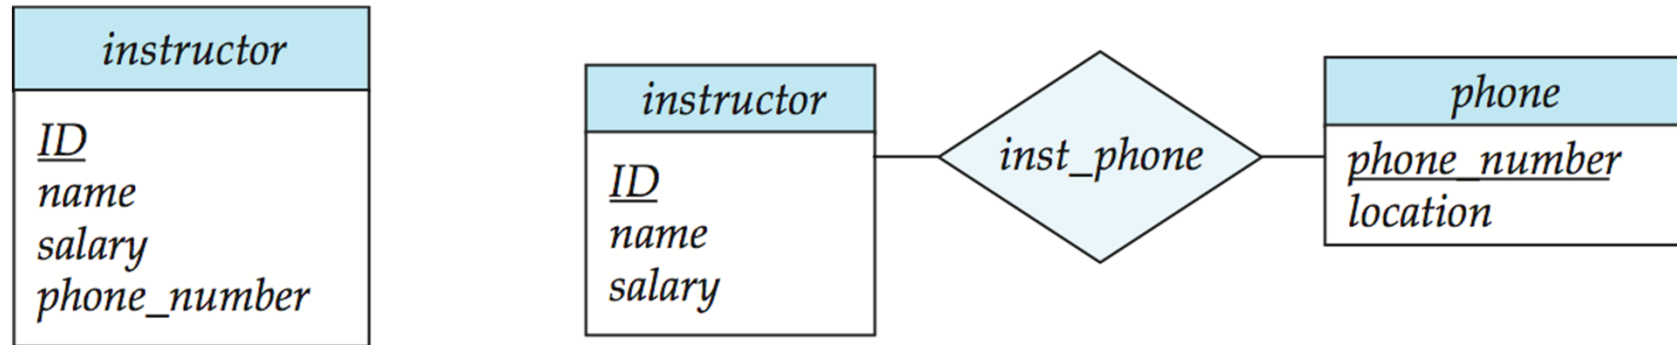 instructor
ID
name
salary
phone_number
instructor
ID
name
salary
inst_phone
phone
phone_number
location